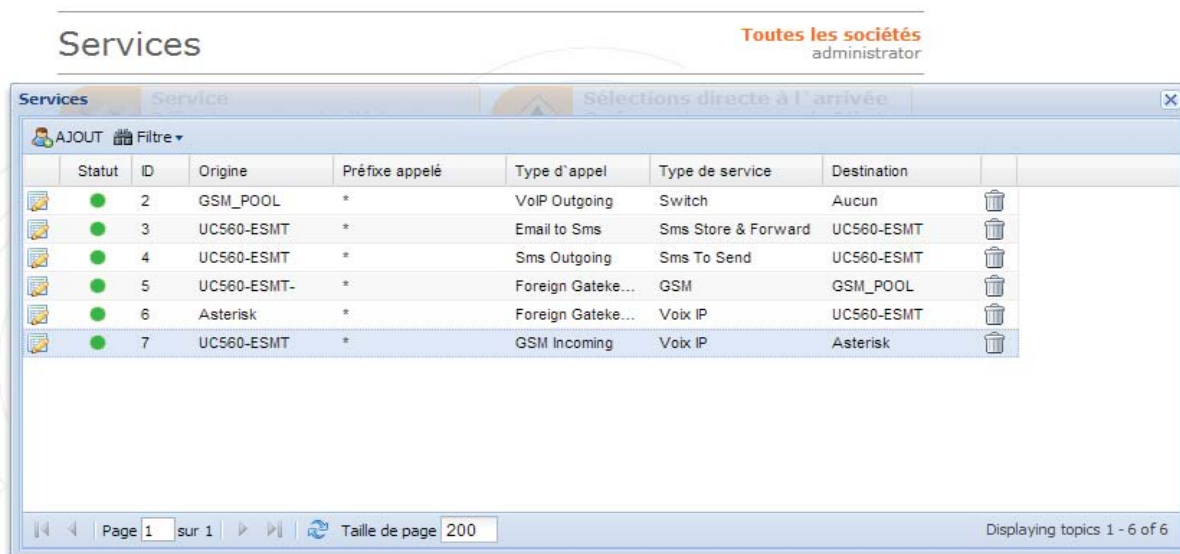 Services
Toutes les sociétés
administrator
Services
Service
Sélections directe à l`arrivée
AJOUT Filtre
Statut ID Origine Préfixe appelé Type d`appel Type de service Destination
2 GSM_POOL * VoIP Outgoing Switch Aucun
3 UC560-ESMT * Email to Sms Sms Store & Forward UC560-ESMT
4 UC560-ESMT * Sms Outgoing Sms To Send UC560-ESMT
5 UC560-ESMT- * Foreign Gateke... GSM GSM_POOL
6 Asterisk * Foreign Gateke... Voix IP UC560-ESMT
7 UC560-ESMT * GSM Incoming Voix IP Asterisk
Page 1 sur 1 Taille de page 200 Displaying topics 1 - 6 of 6